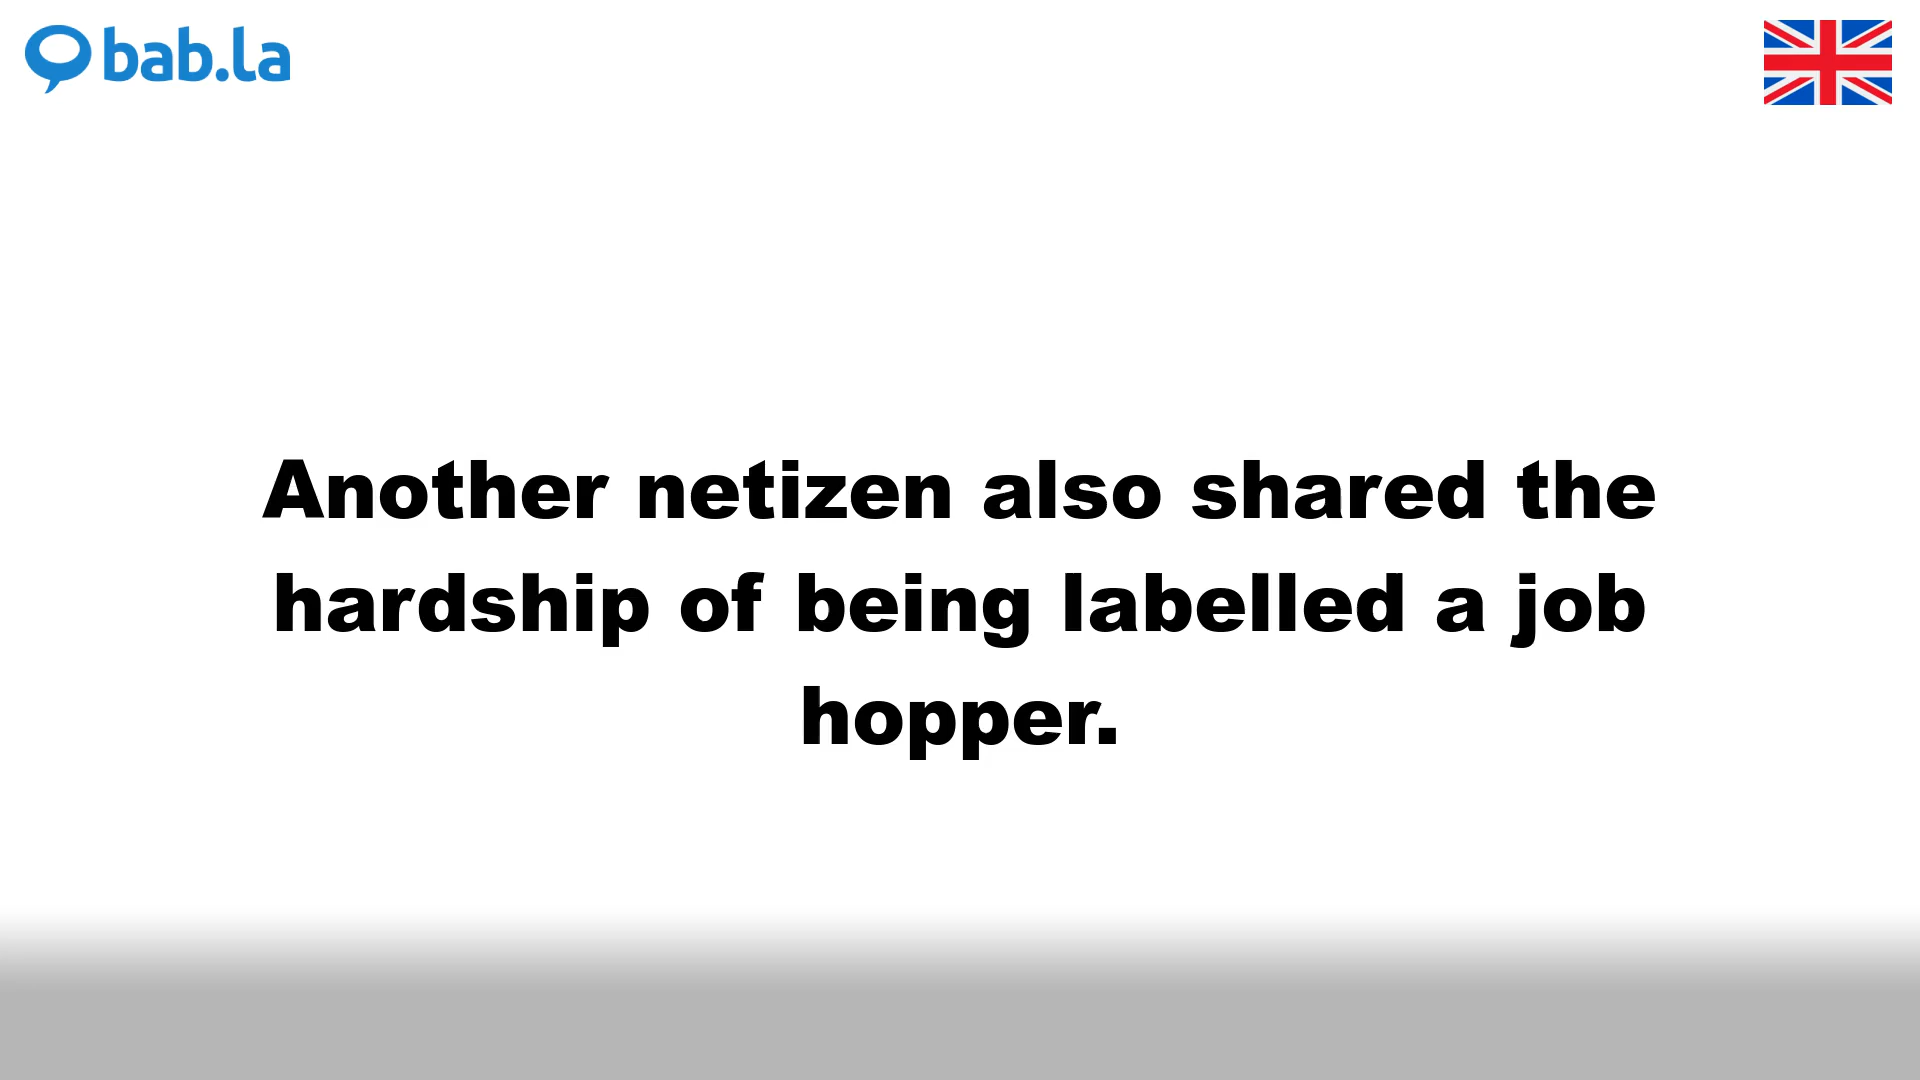 bab.la
Another netizen also shared the
hardship of being labelled a job
hopper.